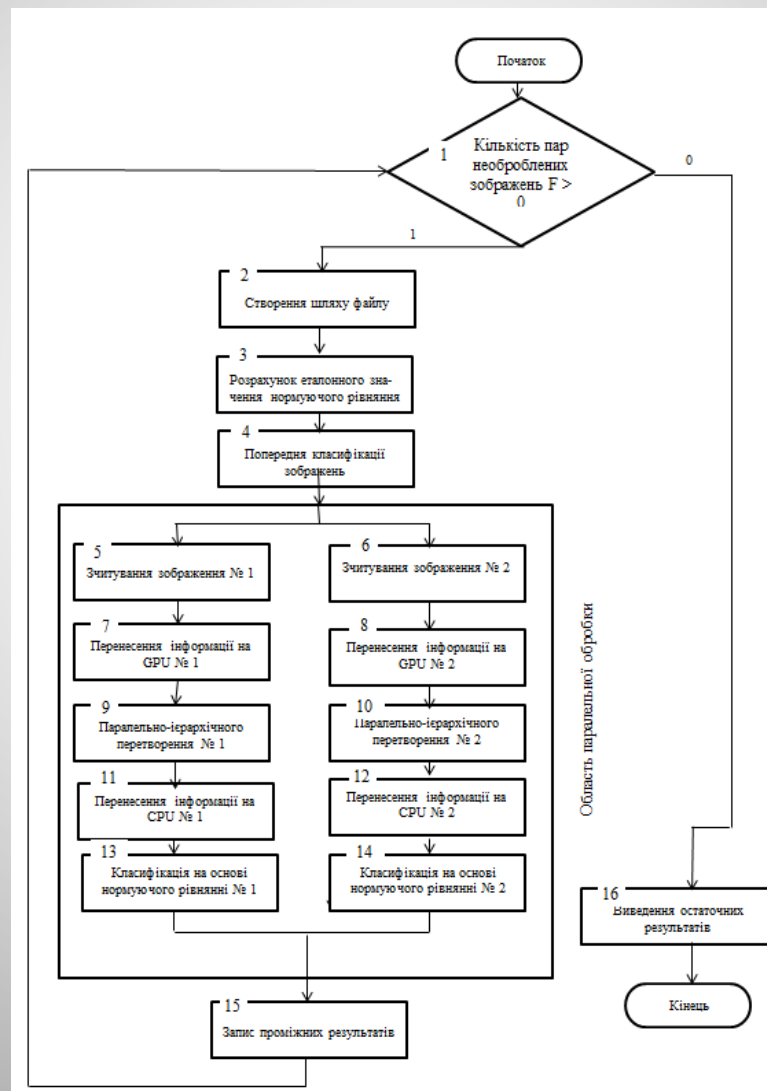 Початок
1
Кількість пар
необроблених
зображень F >
0
0
1
2
Створення шляху файлу
3
Розрахунок еталонного зна-
чення нормуючого рівняння
4
Попередня класифікації
зображень
5
Зчитування зображення № 1
6
Зчитування зображення № 2
7
Перенесення інформації на
GPU № 1
8
Перенесення інформації на
GPU № 2
9
Паралельно-ієрархічного
перетворення № 1
10
Паралельно-ієрархічного
перетворення № 2
11
Перенесення інформації на
CPU № 1
12
Перенесення інформації на
CPU № 2
13
Класифікація на основі
нормуючого рівнянні № 1
14
Класифікація на основі
нормуючого рівнянні № 2
Область паралельної обробки
15
Запис проміжних результатів
16
Виведення остаточних
результатів
Кінець